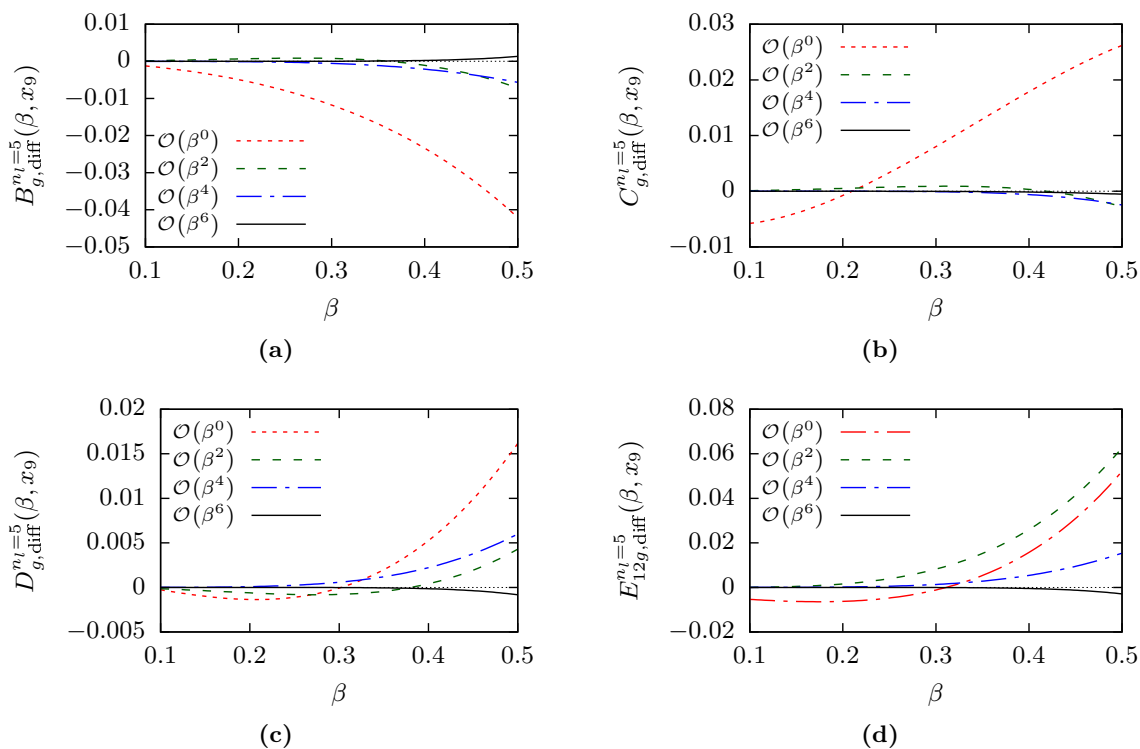 0.01
0
−0.01
−0.02
−0.03
−0.04
−0.05
B_{g,diff}^{n_l=5}(β, x_9)
𝒪(β^0)
𝒪(β^2)
𝒪(β^4)
𝒪(β^6)
0.1 0.2 0.3 0.4 0.5
β
(a)
0.03
0.02
0.01
0
−0.01
C_{g,diff}^{n_l=5}(β, x_9)
𝒪(β^0)
𝒪(β^2)
𝒪(β^4)
𝒪(β^6)
0.1 0.2 0.3 0.4 0.5
β
(b)
0.02
0.015
0.01
0.005
0
−0.005
D_{g,diff}^{n_l=5}(β, x_9)
𝒪(β^0)
𝒪(β^2)
𝒪(β^4)
𝒪(β^6)
0.1 0.2 0.3 0.4 0.5
β
(c)
0.08
0.06
0.04
0.02
0
−0.02
E_{12g,diff}^{n_l=5}(β, x_9)
𝒪(β^0)
𝒪(β^2)
𝒪(β^4)
𝒪(β^6)
0.1 0.2 0.3 0.4 0.5
β
(d)